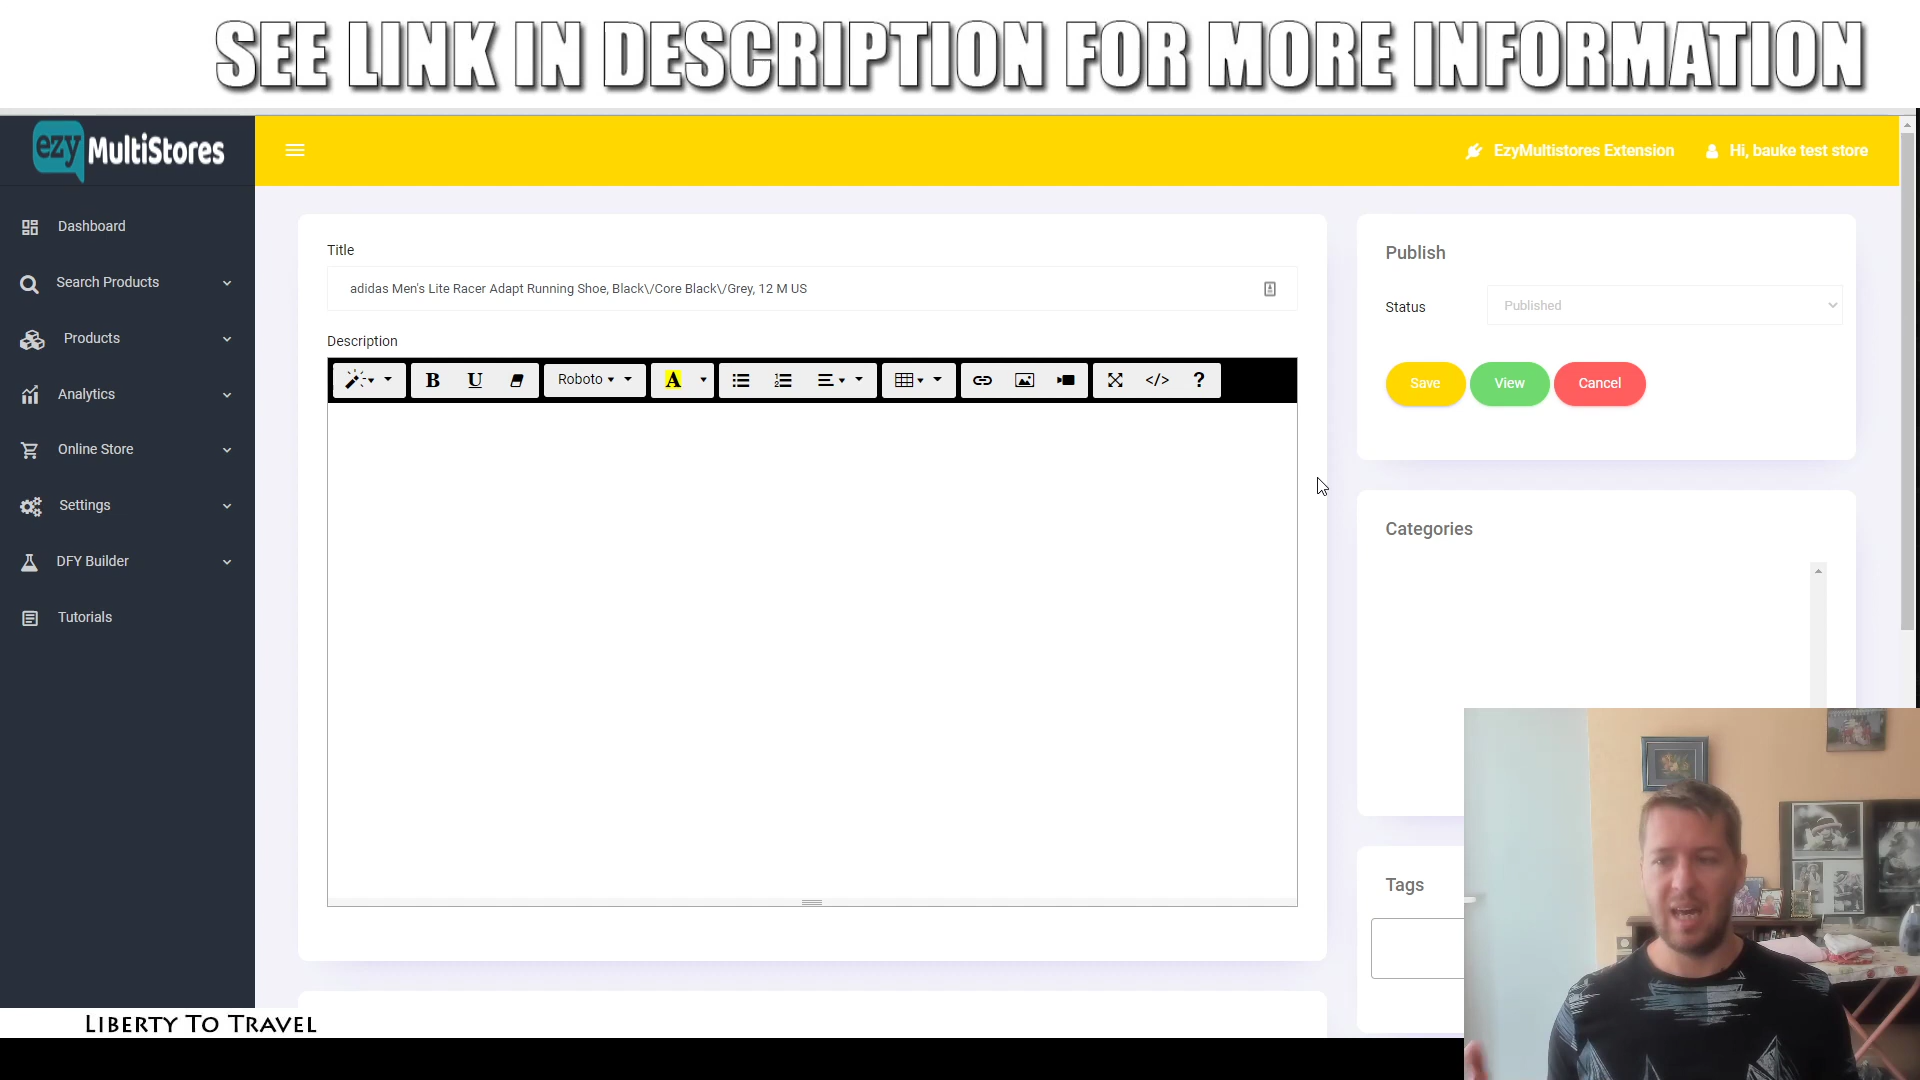 SEE LINK IN DESCRIPTION FOR MORE INFORMATION
ezy MultiStores
EzyMultistores Extension
Hi, bauke test store
Dashboard
Search Products
Products
Analytics
Online Store
Settings
DFY Builder
Tutorials
Title
adidas Men's Lite Racer Adapt Running Shoe, Black\/Core Black\/Grey, 12 M US
Description
B U Roboto A </> ?
Publish
Status Published
Save View Cancel
Categories
Tags
LIBERTY TO TRAVEL